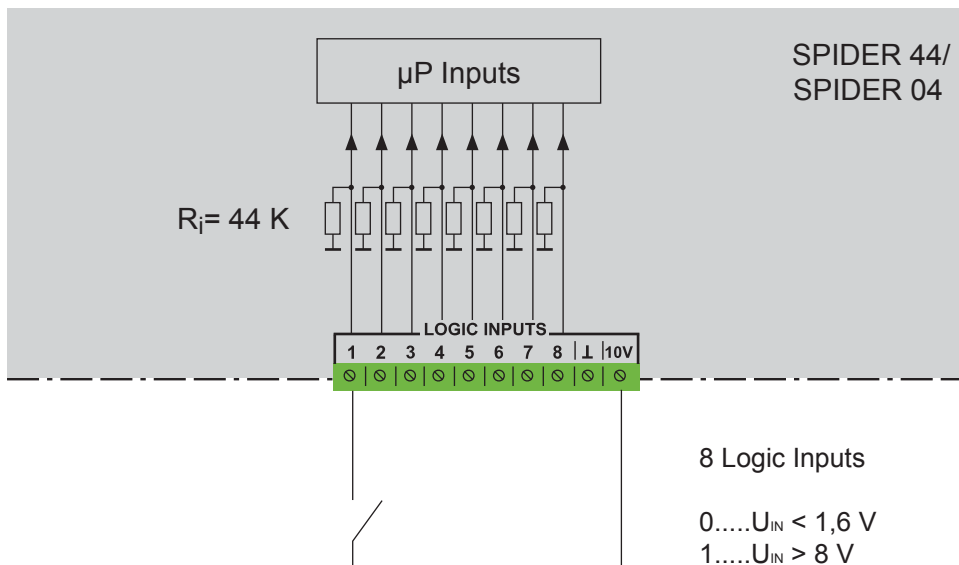 µP Inputs
SPIDER 44/
SPIDER 04
Ri= 44 K
LOGIC INPUTS
1 2 3 4 5 6 7 8 ⊥ 10V
8 Logic Inputs
0.....UIN < 1,6 V
1.....UIN > 8 V